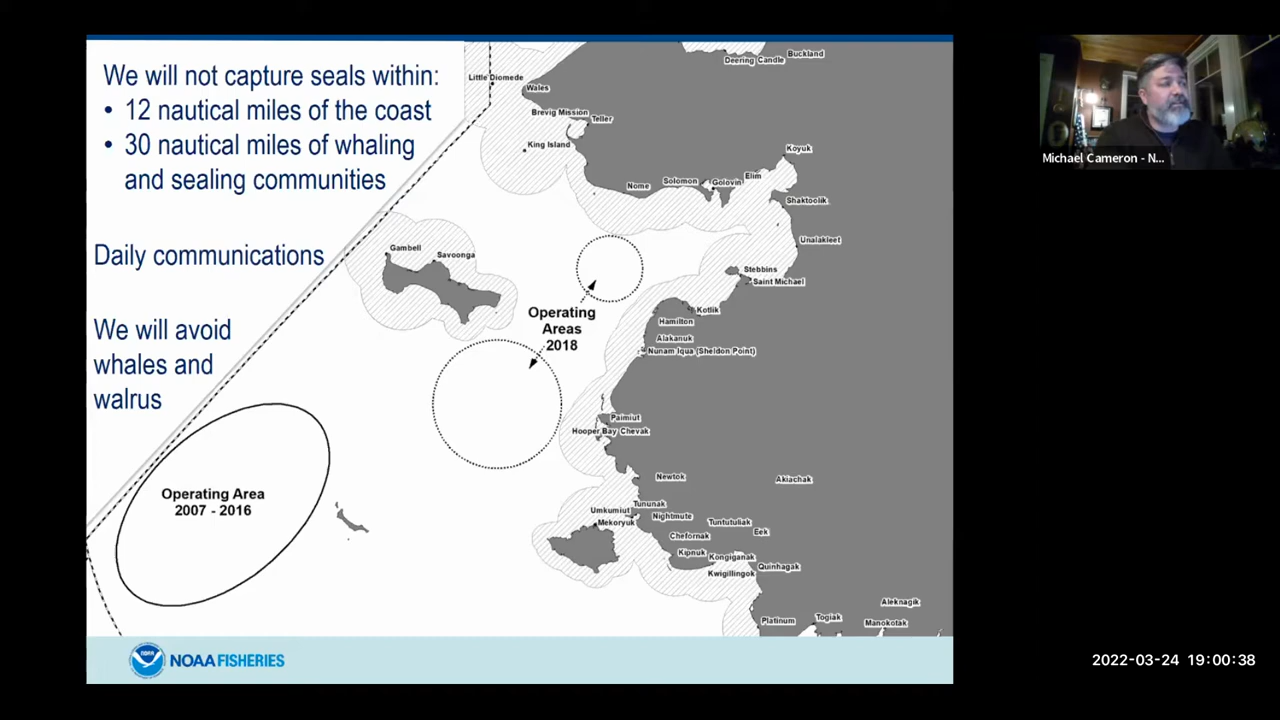 We will not capture seals within:
• 12 nautical miles of the coast
• 30 nautical miles of whaling
and sealing communities
Daily communications
We will avoid
whales and
walrus
Little Diomede
Wales
Brevig Mission
Teller
King Island
Deering Candle
Buckland
Koyuk
Nome
Solomon
Golovin
Elim
Shaktoolik
Unalakleet
Gambell
Savoonga
Stebbins
Saint Michael
Operating
Areas
2018
Kotlik
Hamilton
Alakanuk
Nunam Iqua (Sheldon Point)
Paimiut
Hooper Bay Chevak
Newtok
Akiachak
Operating Area
2007 - 2016
Tununak
Umkumiut
Nightmute
Mekoryuk
Tuntutuliak
Eek
Chefornak
Kipnuk
Kongiganak
Quinhagak
Kwigillingok
Aleknagik
Platinum
Togiak
Manokotak
NOAA
NOAA FISHERIES
Michael Cameron - N...
2022-03-24 19:00:38